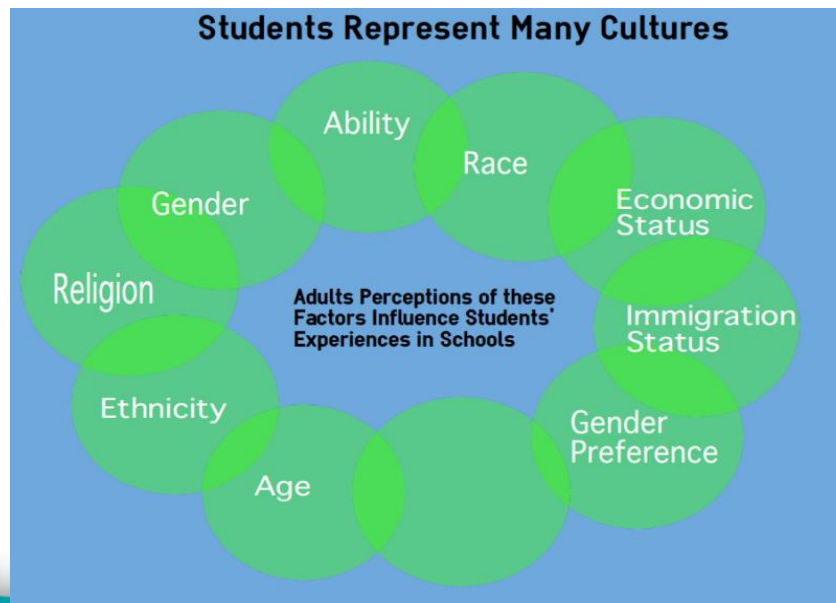 Students Represent Many Cultures
Ability
Race
Gender
Economic
Status
Religion
Adults Perceptions of these
Factors Influence Students'
Experiences in Schools
Immigration
Status
Ethnicity
Gender
Preference
Age